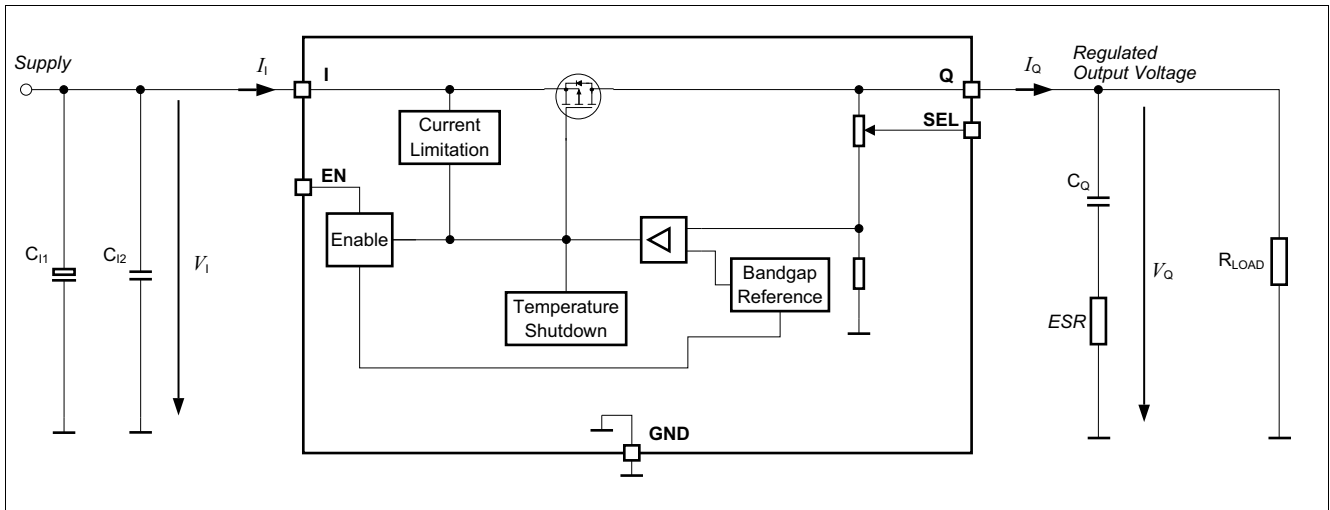 Supply
I_I
I
Q
I_Q
Regulated
Output Voltage
SEL
Current
Limitation
EN
Enable
C_I1
C_I2
V_I
Bandgap
Reference
Temperature
Shutdown
C_Q
V_Q
R_LOAD
ESR
GND